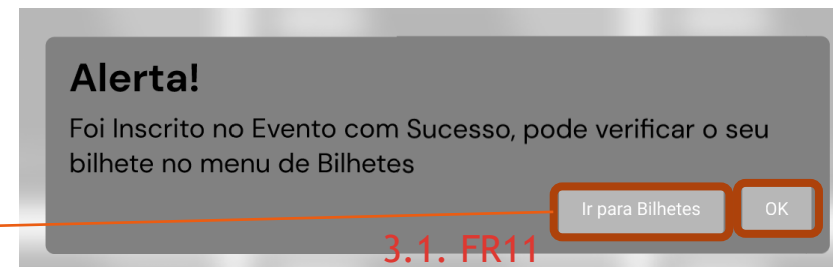 Alerta!
Foi Inscrito no Evento com Sucesso, pode verificar o seu
bilhete no menu de Bilhetes
Ir para Bilhetes
OK
3.1. FR11